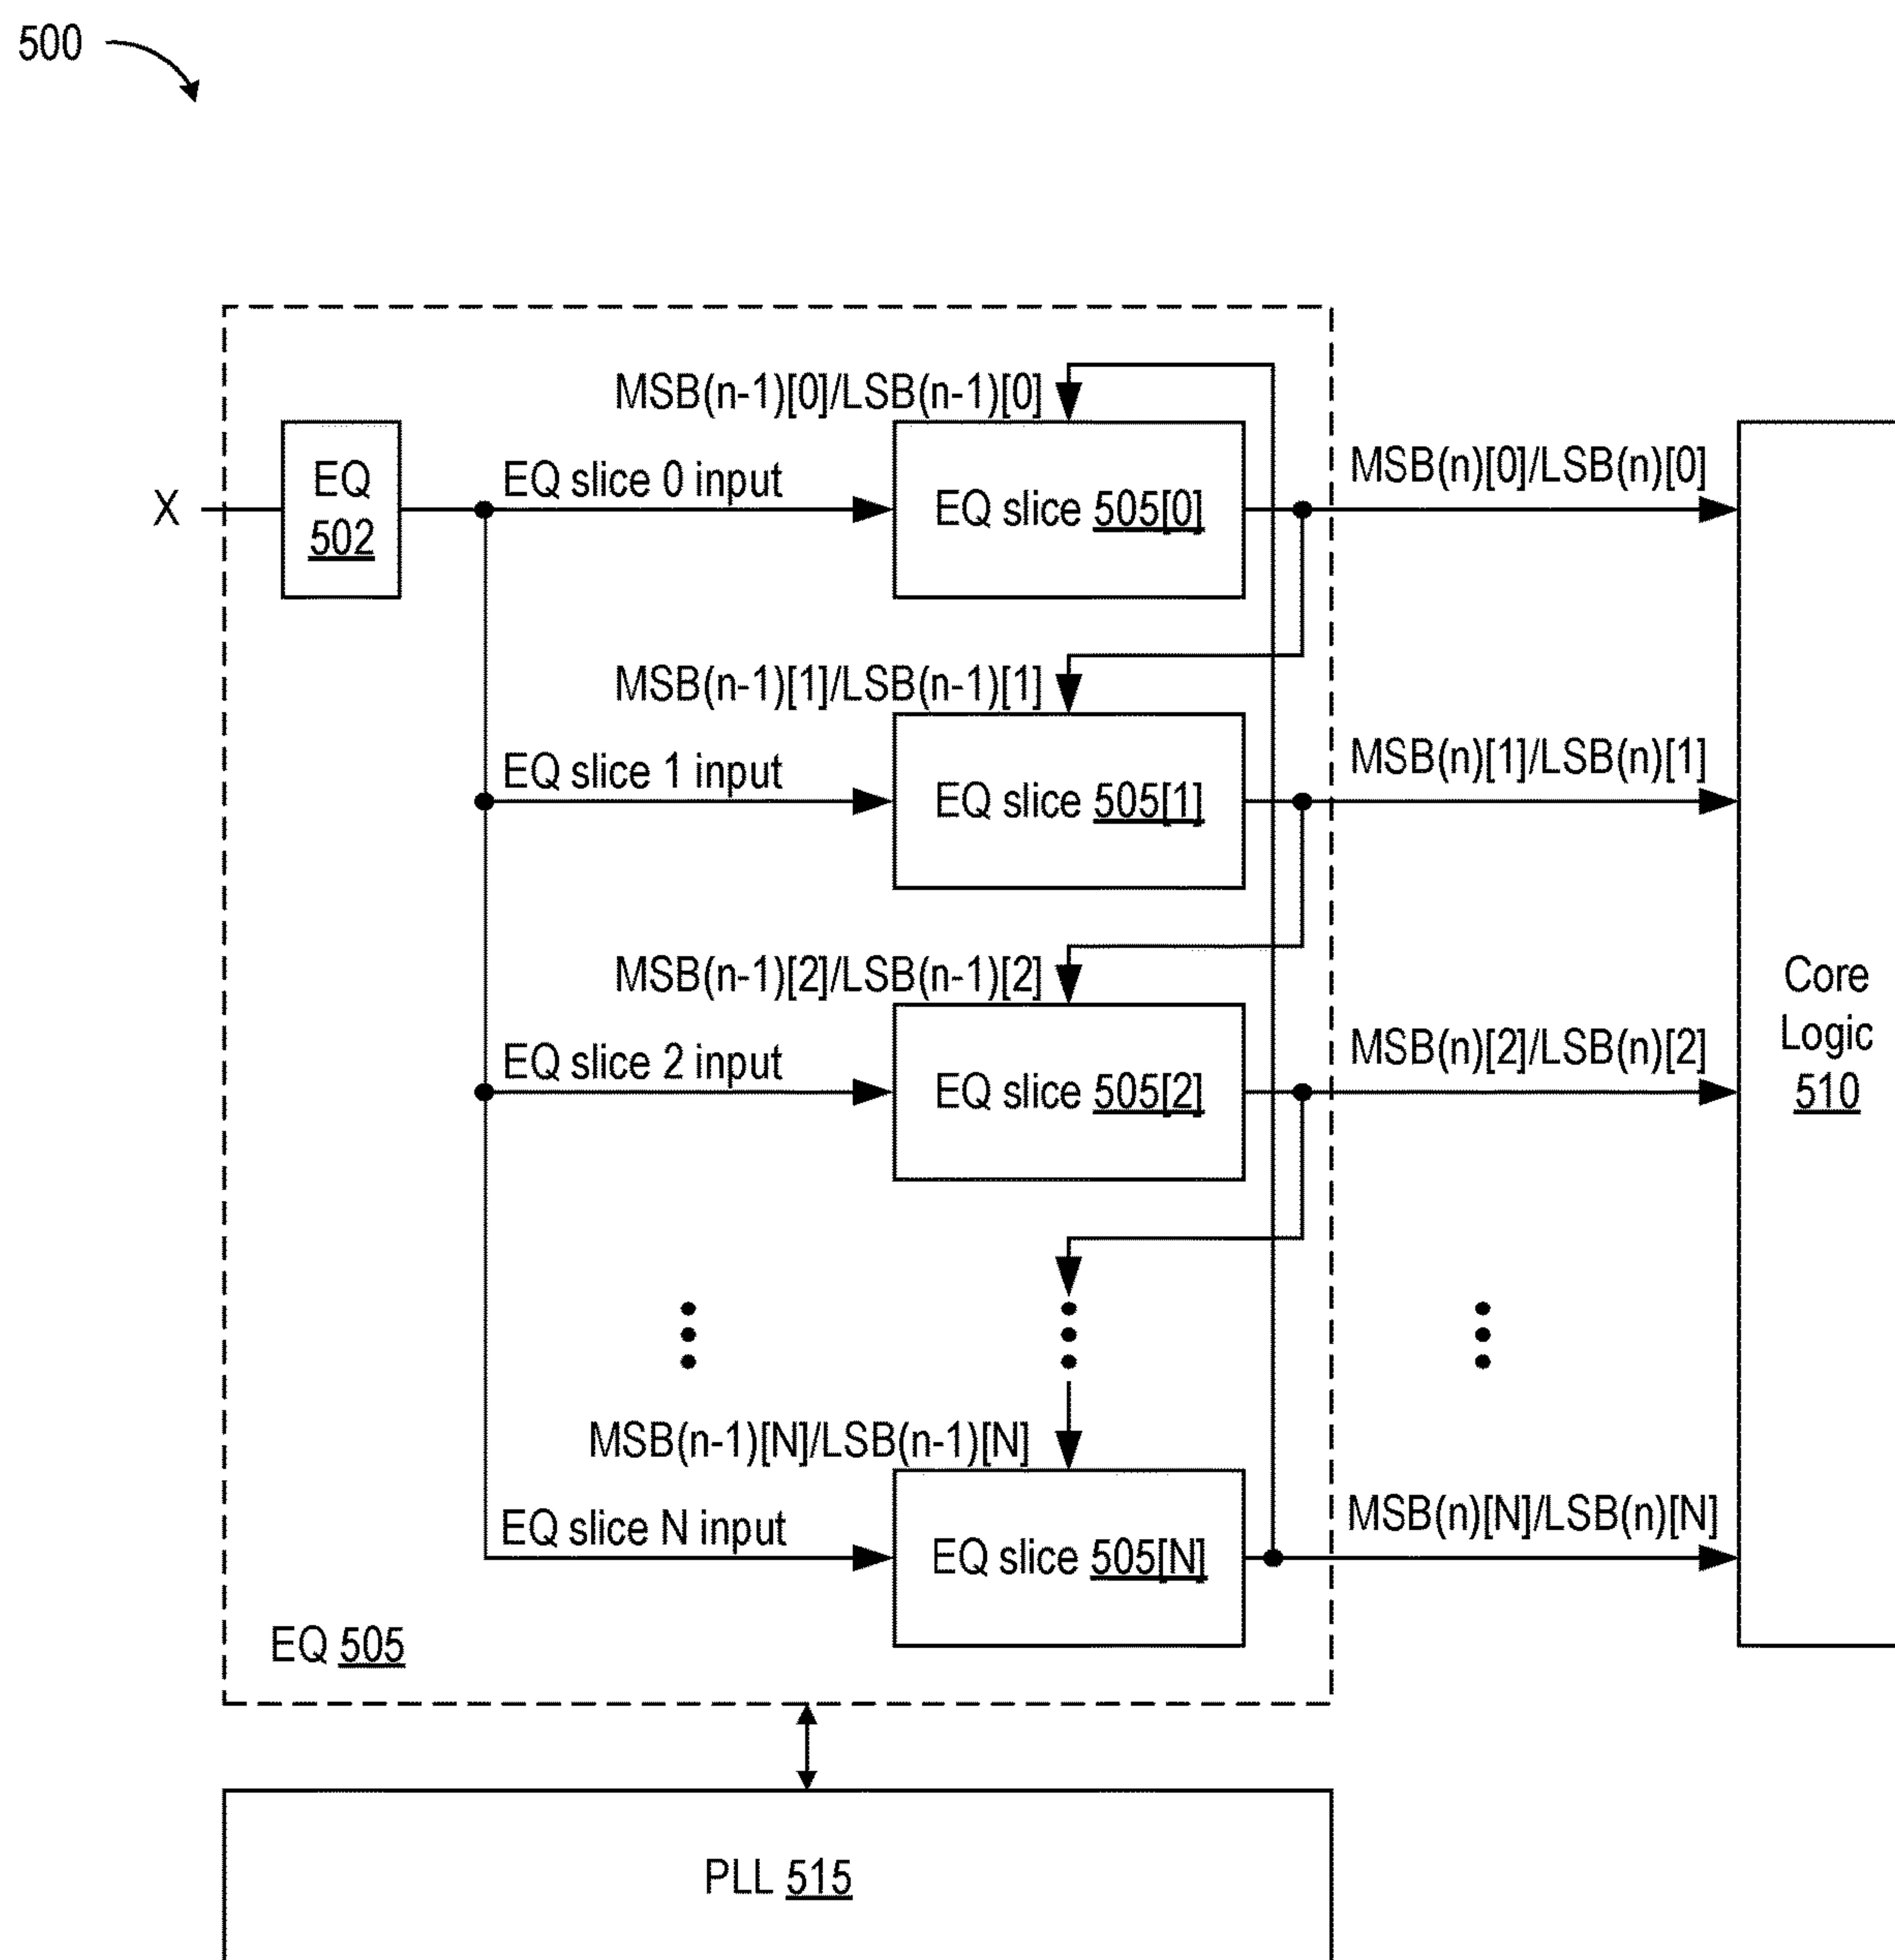 500
MSB(n-1)[0]/LSB(n-1)[0]
X
EQ
502
EQ slice 0 input
EQ slice 505[0]
MSB(n)[0]/LSB(n)[0]
MSB(n-1)[1]/LSB(n-1)[1]
EQ slice 1 input
EQ slice 505[1]
MSB(n)[1]/LSB(n)[1]
MSB(n-1)[2]/LSB(n-1)[2]
EQ slice 2 input
EQ slice 505[2]
MSB(n)[2]/LSB(n)[2]
Core
Logic
510
MSB(n-1)[N]/LSB(n-1)[N]
EQ slice N input
EQ slice 505[N]
MSB(n)[N]/LSB(n)[N]
EQ 505
PLL 515